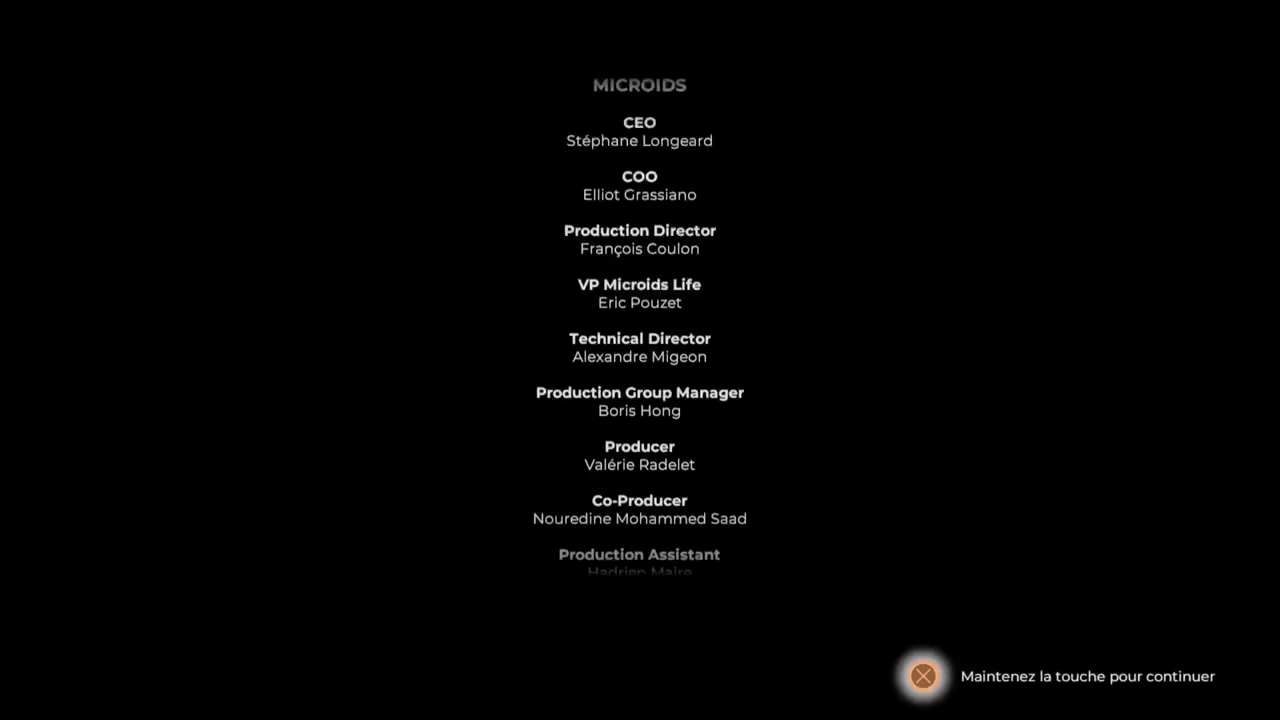 MICROIDS
CEO
Stéphane Longeard
COO
Elliot Grassiano
Production Director
François Coulon
VP Microids Life
Eric Pouzet
Technical Director
Alexandre Migeon
Production Group Manager
Boris Hong
Producer
Valérie Radelet
Co-Producer
Nouredine Mohammed Saad
Production Assistant
Hadrien Maire
Maintenez la touche pour continuer